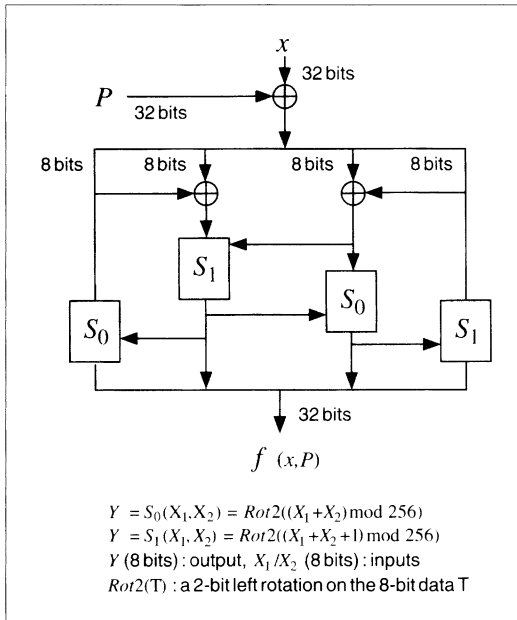 x
32 bits
P
32 bits
8 bits
8 bits
8 bits
8 bits
S₁
S₀
S₀
S₁
32 bits
f (x,P)
Y = S₀(X₁,X₂) = Rot2((X₁+X₂) mod 256)
Y = S₁(X₁,X₂) = Rot2((X₁+X₂+1) mod 256)
Y (8 bits) : output, X₁/X₂ (8 bits) : inputs
Rot2(T) : a 2-bit left rotation on the 8-bit data T